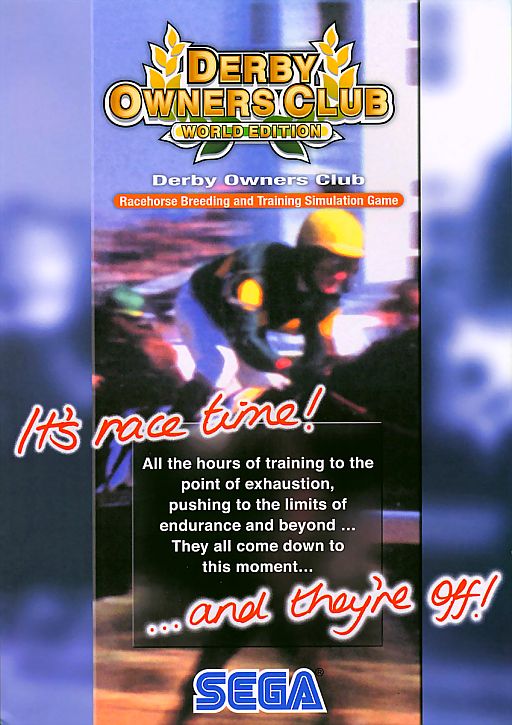 DERBY
OWNERS CLUB
WORLD EDITION
Derby Owners Club
Racehorse Breeding and Training Simulation Game
It's race time!
All the hours of training to the
point of exhaustion,
pushing to the limits of
endurance and beyond ...
They all come down to
this moment...
...and they're off!
SEGA®